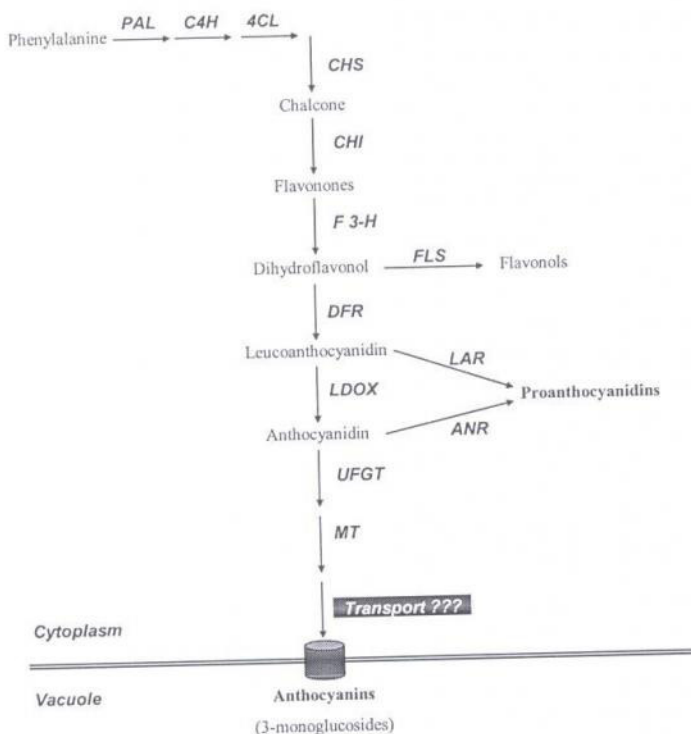 PAL C4H 4CL
Phenylalanine
CHS
Chalcone
CHI
Flavonones
F 3-H
Dihydroflavonol FLS Flavonols
DFR
Leucoanthocyanidin LAR
LDOX Proanthocyanidins
Anthocyanidin ANR
UFGT
MT
Transport ???
Cytoplasm
Vacuole Anthocyanins
(3-monoglucosides)